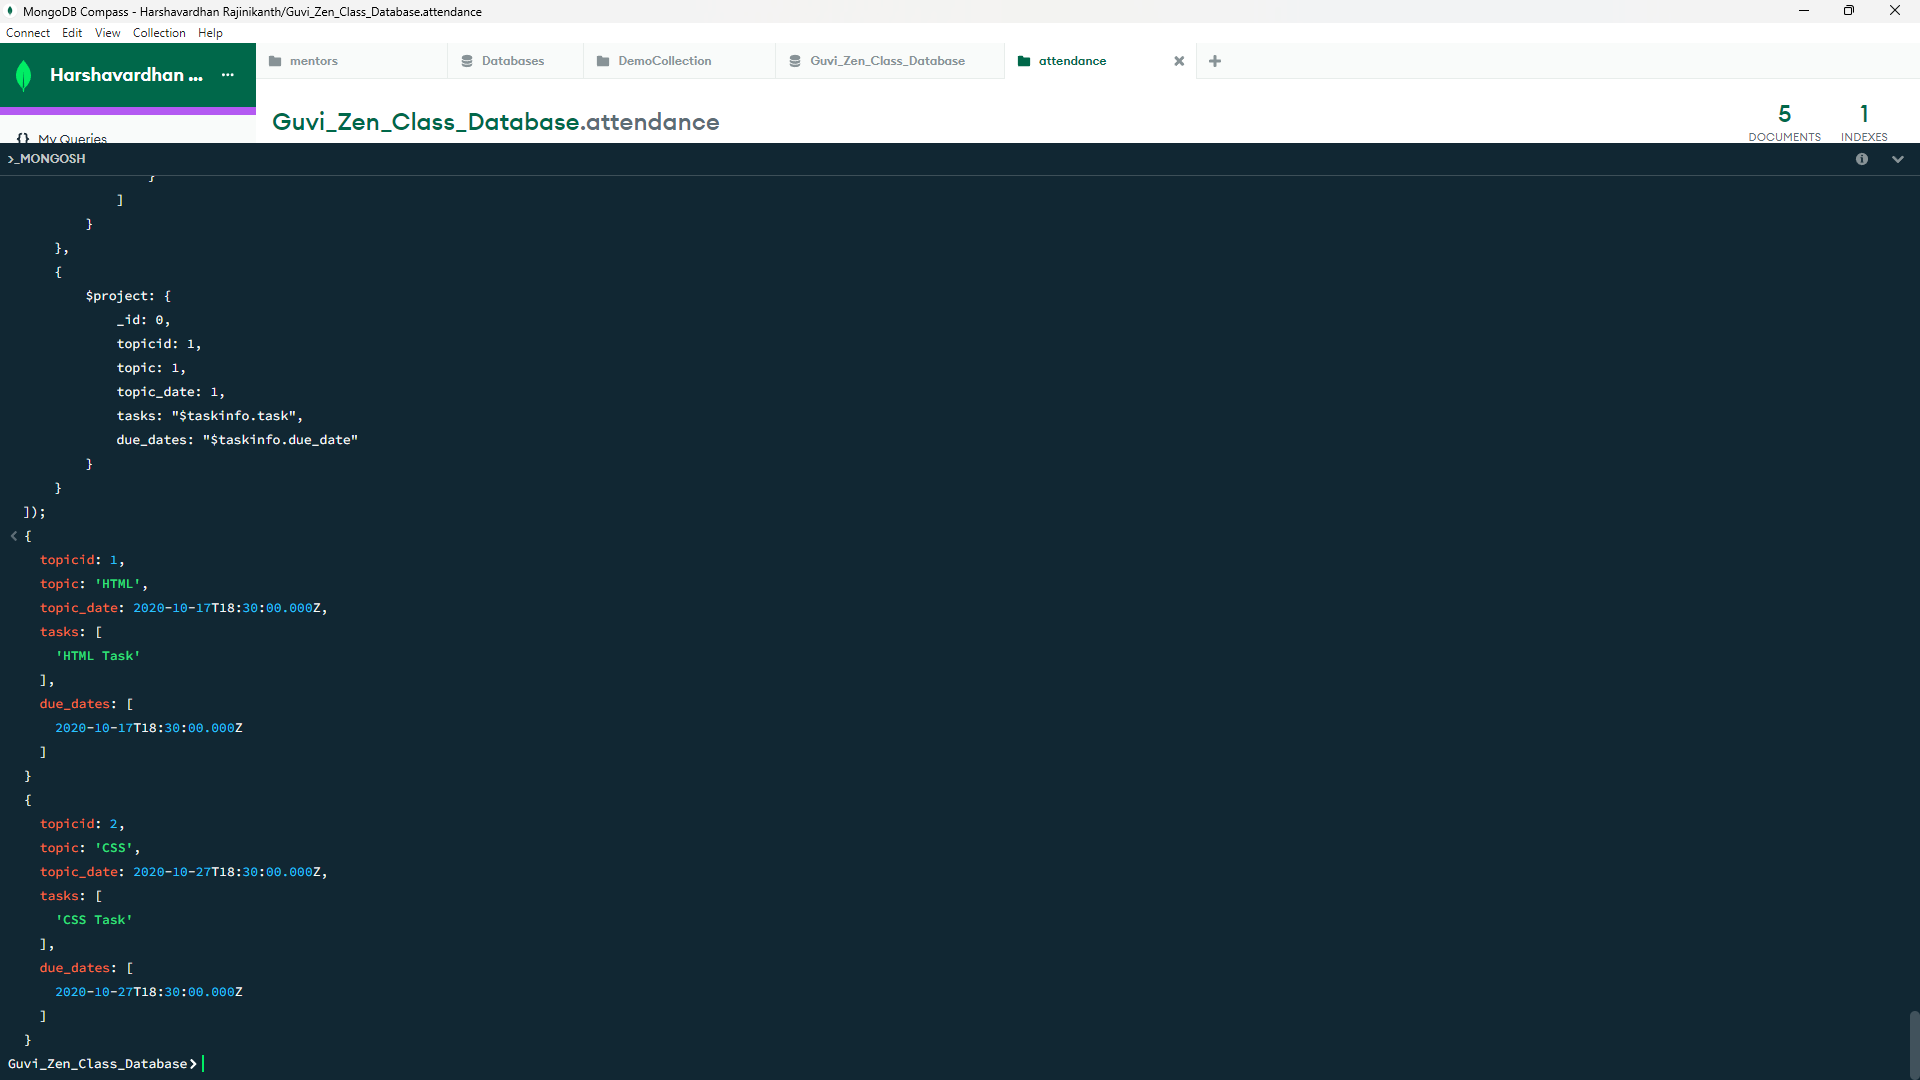 MongoDB Compass - Harshavardhan Rajinikanth/Guvi_Zen_Class_Database.attendance
Connect Edit View Collection Help
Harshavardhan ... ...
mentors
Databases
DemoCollection
Guvi_Zen_Class_Database
attendance
Guvi_Zen_Class_Database.attendance
5
DOCUMENTS
1
INDEXES
{} My Queries
>_MONGOSH
}
]
}
},
{
$project: {
_id: 0,
topicid: 1,
topic: 1,
topic_date: 1,
tasks: "$taskinfo.task",
due_dates: "$taskinfo.due_date"
}
}
]);
< {
topicid: 1,
topic: 'HTML',
topic_date: 2020-10-17T18:30:00.000Z,
tasks: [
'HTML Task'
],
due_dates: [
2020-10-17T18:30:00.000Z
]
}
{
topicid: 2,
topic: 'CSS',
topic_date: 2020-10-27T18:30:00.000Z,
tasks: [
'CSS Task'
],
due_dates: [
2020-10-27T18:30:00.000Z
]
}
Guvi_Zen_Class_Database>